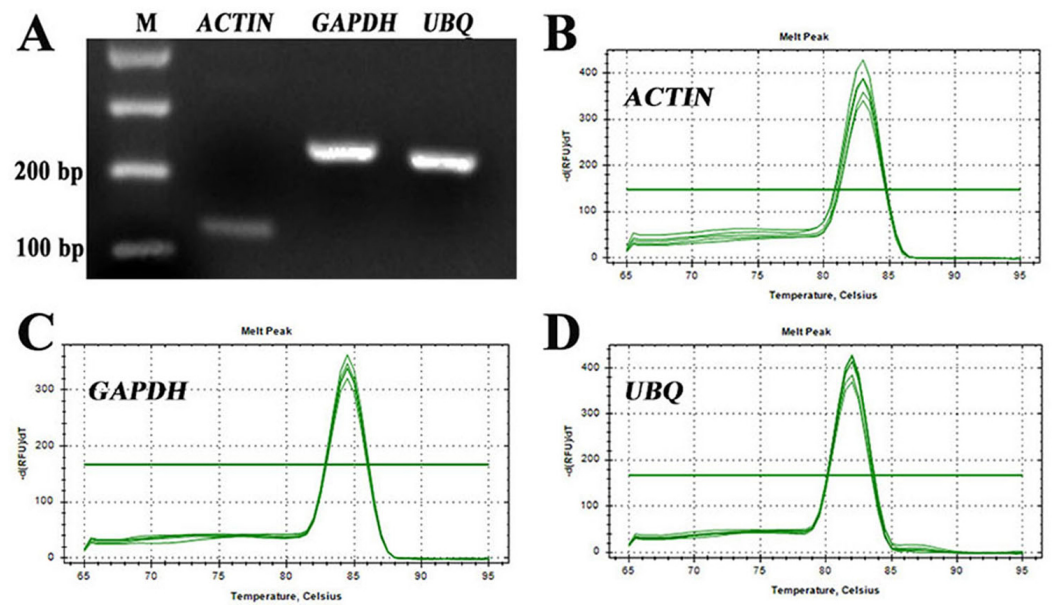 A
M ACTIN GAPDH UBQ
200 bp
100 bp
B
Melt Peak
ACTIN
-d(RFU)/dT
400
300
200
100
0
65 70 75 80 85 90 95
Temperature, Celsius
C
Melt Peak
GAPDH
-d(RFU)/dT
300
200
100
0
65 70 75 80 85 90 95
Temperature, Celsius
D
Melt Peak
UBQ
-d(RFU)/dT
400
300
200
100
0
65 70 75 80 85 90 95
Temperature, Celsius